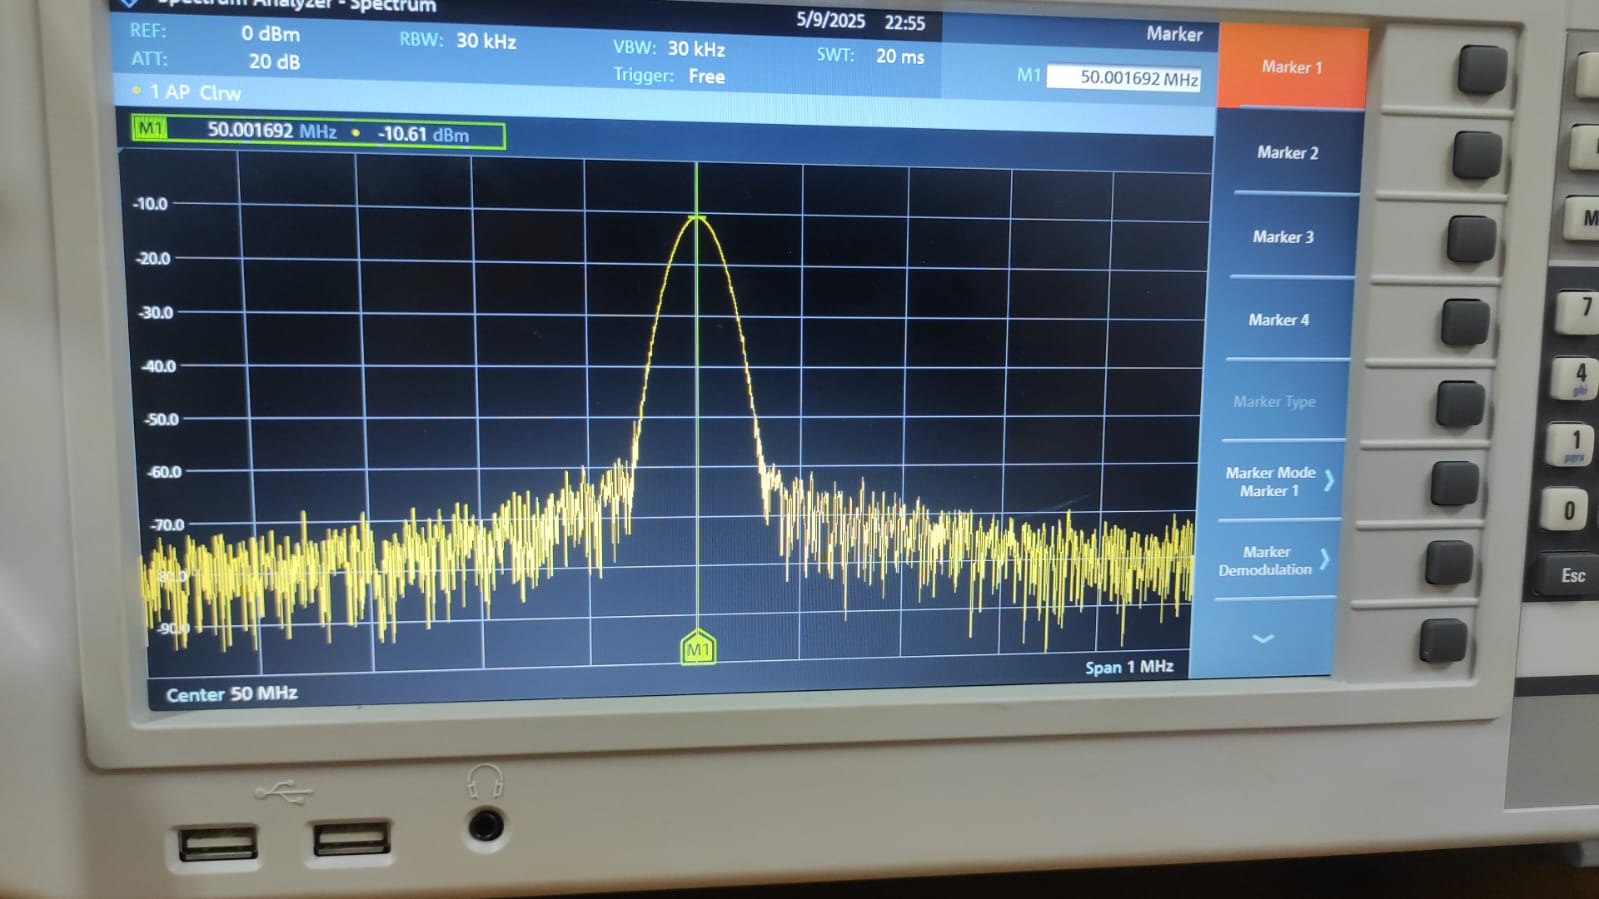 Spectrum Analyzer - Spectrum
5/9/2025 22:55
REF: 0 dBm
RBW: 30 kHz
VBW: 30 kHz
SWT: 20 ms
ATT: 20 dB
Trigger: Free
Marker
M1 50.001692 MHz
1 AP Clrw
M1 50.001692 MHz -10.61 dBm
-10.0
-20.0
-30.0
-40.0
-50.0
-60.0
-70.0
-80.0
-90.0
M1
Center 50 MHz
Span 1 MHz
Marker 1
Marker 2
Marker 3
Marker 4
Marker Type
Marker Mode
Marker 1
Marker
Demodulation
M
7
4
ghi
1
pqrs
0
Esc